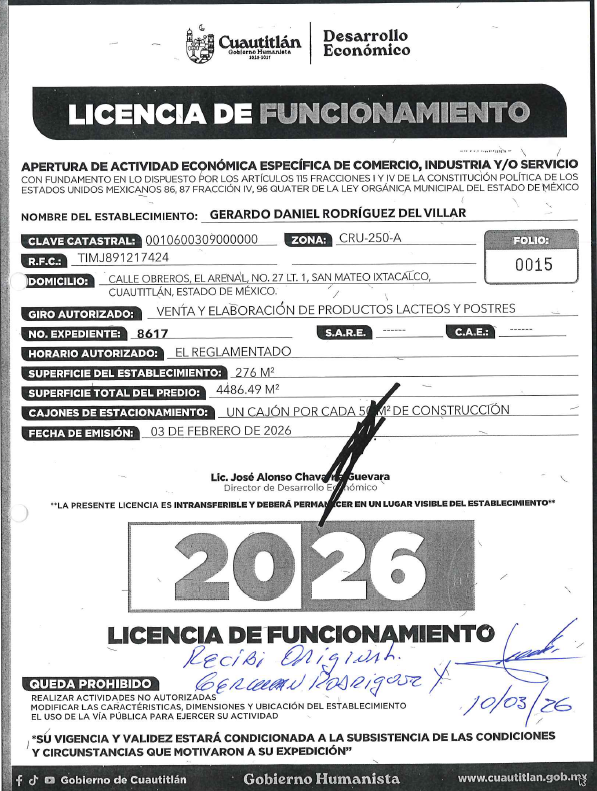 Cuautitlán
Gobierno Humanista
2025-2027
Desarrollo
Económico
LICENCIA DE FUNCIONAMIENTO
APERTURA DE ACTIVIDAD ECONÓMICA ESPECÍFICA DE COMERCIO, INDUSTRIA Y/O SERVICIO
CON FUNDAMENTO EN LO DISPUESTO POR LOS ARTÍCULOS 115 FRACCIONES I Y IV DE LA CONSTITUCIÓN POLÍTICA DE LOS
ESTADOS UNIDOS MEXICANOS 86, 87 FRACCIÓN IV, 96 QUATER DE LA LEY ORGÁNICA MUNICIPAL DEL ESTADO DE MÉXICO
NOMBRE DEL ESTABLECIMIENTO: GERARDO DANIEL RODRÍGUEZ DEL VILLAR
CLAVE CATASTRAL: 0010600309000000 ZONA: CRU-250-A
FOLIO:
0015
R.F.C.: TIMJ891217424
DOMICILIO: CALLE OBREROS, EL ARENAL, NO. 27 LT. 1, SAN MATEO IXTACALCO,
CUAUTITLÁN, ESTADO DE MÉXICO.
GIRO AUTORIZADO: VENTA Y ELABORACIÓN DE PRODUCTOS LACTEOS Y POSTRES
NO. EXPEDIENTE: 8617 S.A.R.E. ------ C.A.E.: ------
HORARIO AUTORIZADO: EL REGLAMENTADO
SUPERFICIE DEL ESTABLECIMIENTO: 276 M²
SUPERFICIE TOTAL DEL PREDIO: 4486.49 M²
CAJONES DE ESTACIONAMIENTO: UN CAJÓN POR CADA 50 M² DE CONSTRUCCIÓN
FECHA DE EMISIÓN: 03 DE FEBRERO DE 2026
Lic. José Alonso Chavarría Guevara
Director de Desarrollo Económico
**LA PRESENTE LICENCIA ES INTRANSFERIBLE Y DEBERÁ PERMANECER EN UN LUGAR VISIBLE DEL ESTABLECIMIENTO**
2026
LICENCIA DE FUNCIONAMIENTO
Recibi Original.
German Rodriguez Y
10/03/26
QUEDA PROHIBIDO
REALIZAR ACTIVIDADES NO AUTORIZADAS
MODIFICAR LAS CARACTERÍSTICAS, DIMENSIONES Y UBICACIÓN DEL ESTABLECIMIENTO
EL USO DE LA VÍA PÚBLICA PARA EJERCER SU ACTIVIDAD
"SU VIGENCIA Y VALIDEZ ESTARÁ CONDICIONADA A LA SUBSISTENCIA DE LAS CONDICIONES
Y CIRCUNSTANCIAS QUE MOTIVARON A SU EXPEDICIÓN"
Gobierno de Cuautitlán Gobierno Humanista www.cuautitlan.gob.mx